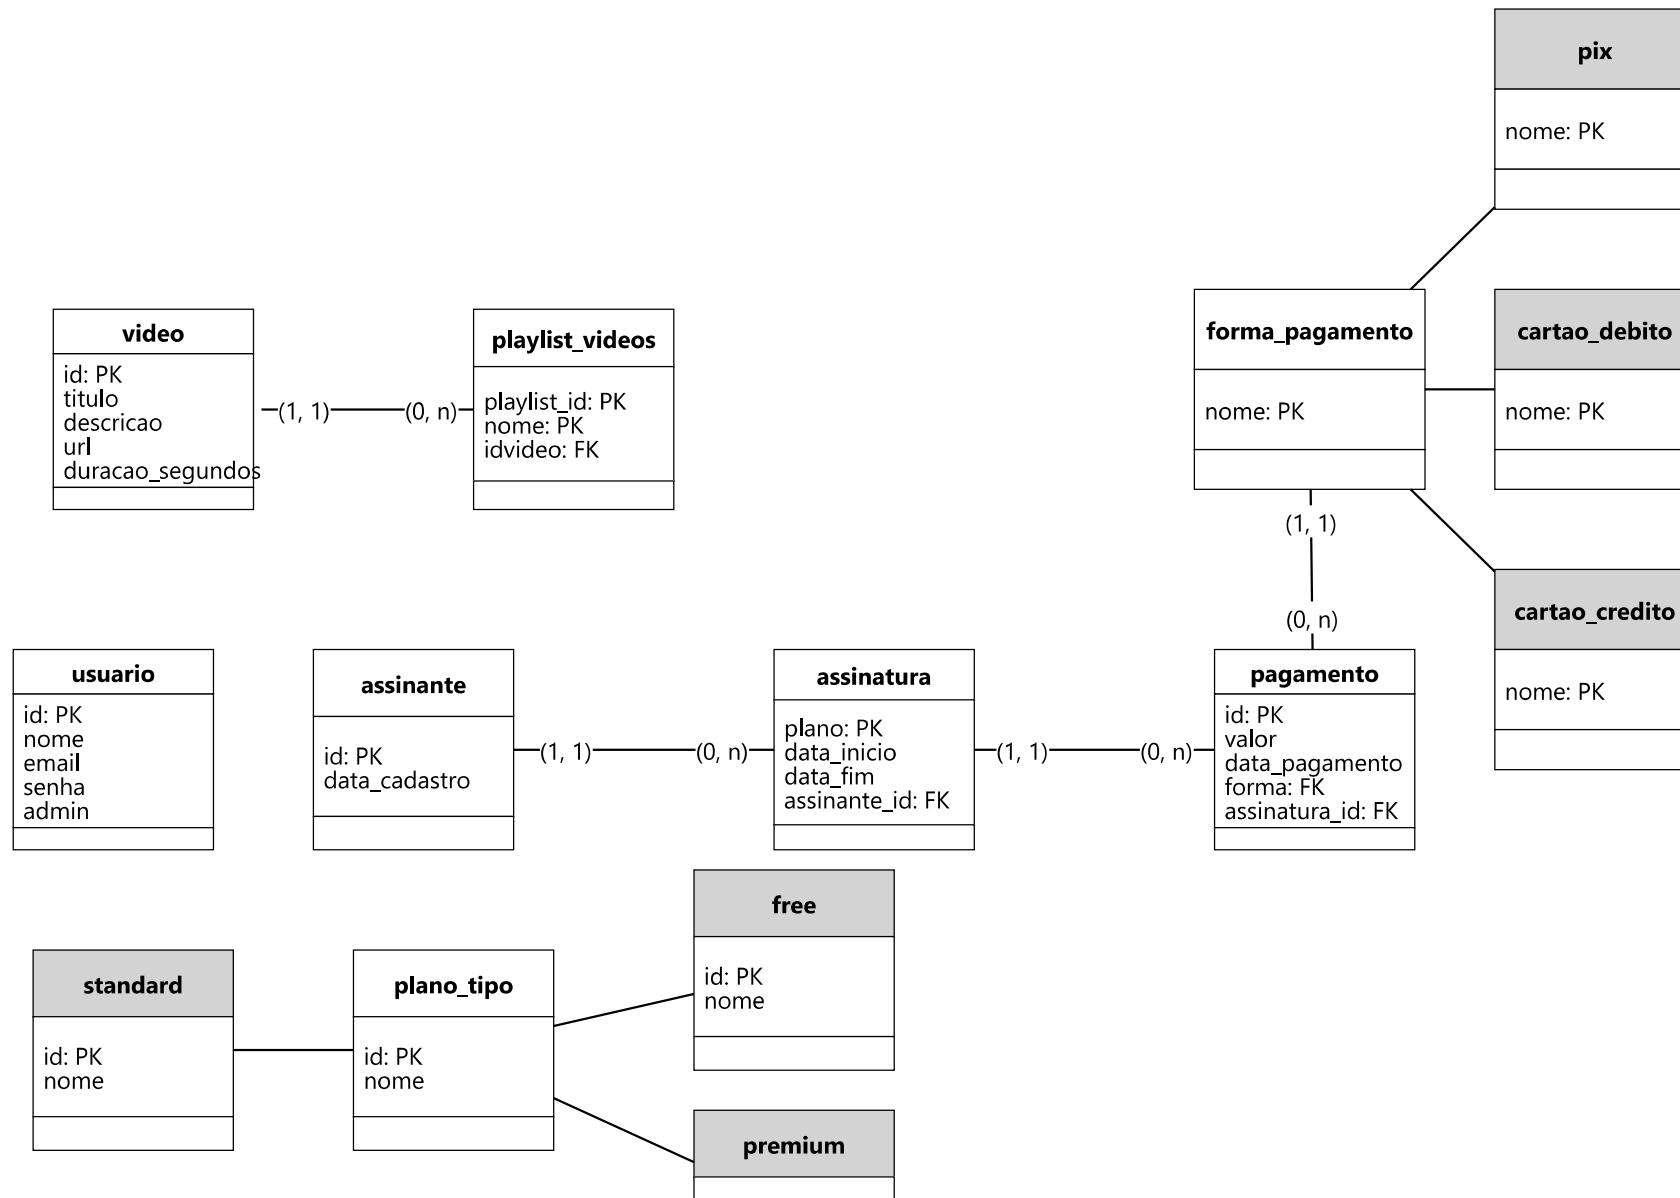 pix
nome: PK
video
id: PK
titulo
descricao
url
duracao_segundos
(1, 1)
(0, n)
playlist_videos
playlist_id: PK
nome: PK
idvideo: FK
forma_pagamento
nome: PK
cartao_debito
nome: PK
(1, 1)
(0, n)
cartao_credito
nome: PK
usuario
id: PK
nome
email
senha
admin
assinante
id: PK
data_cadastro
(1, 1)
(0, n)
assinatura
plano: PK
data_inicio
data_fim
assinante_id: FK
(1, 1)
(0, n)
pagamento
id: PK
valor
data_pagamento
forma: FK
assinatura_id: FK
free
id: PK
nome
standard
id: PK
nome
plano_tipo
id: PK
nome
premium